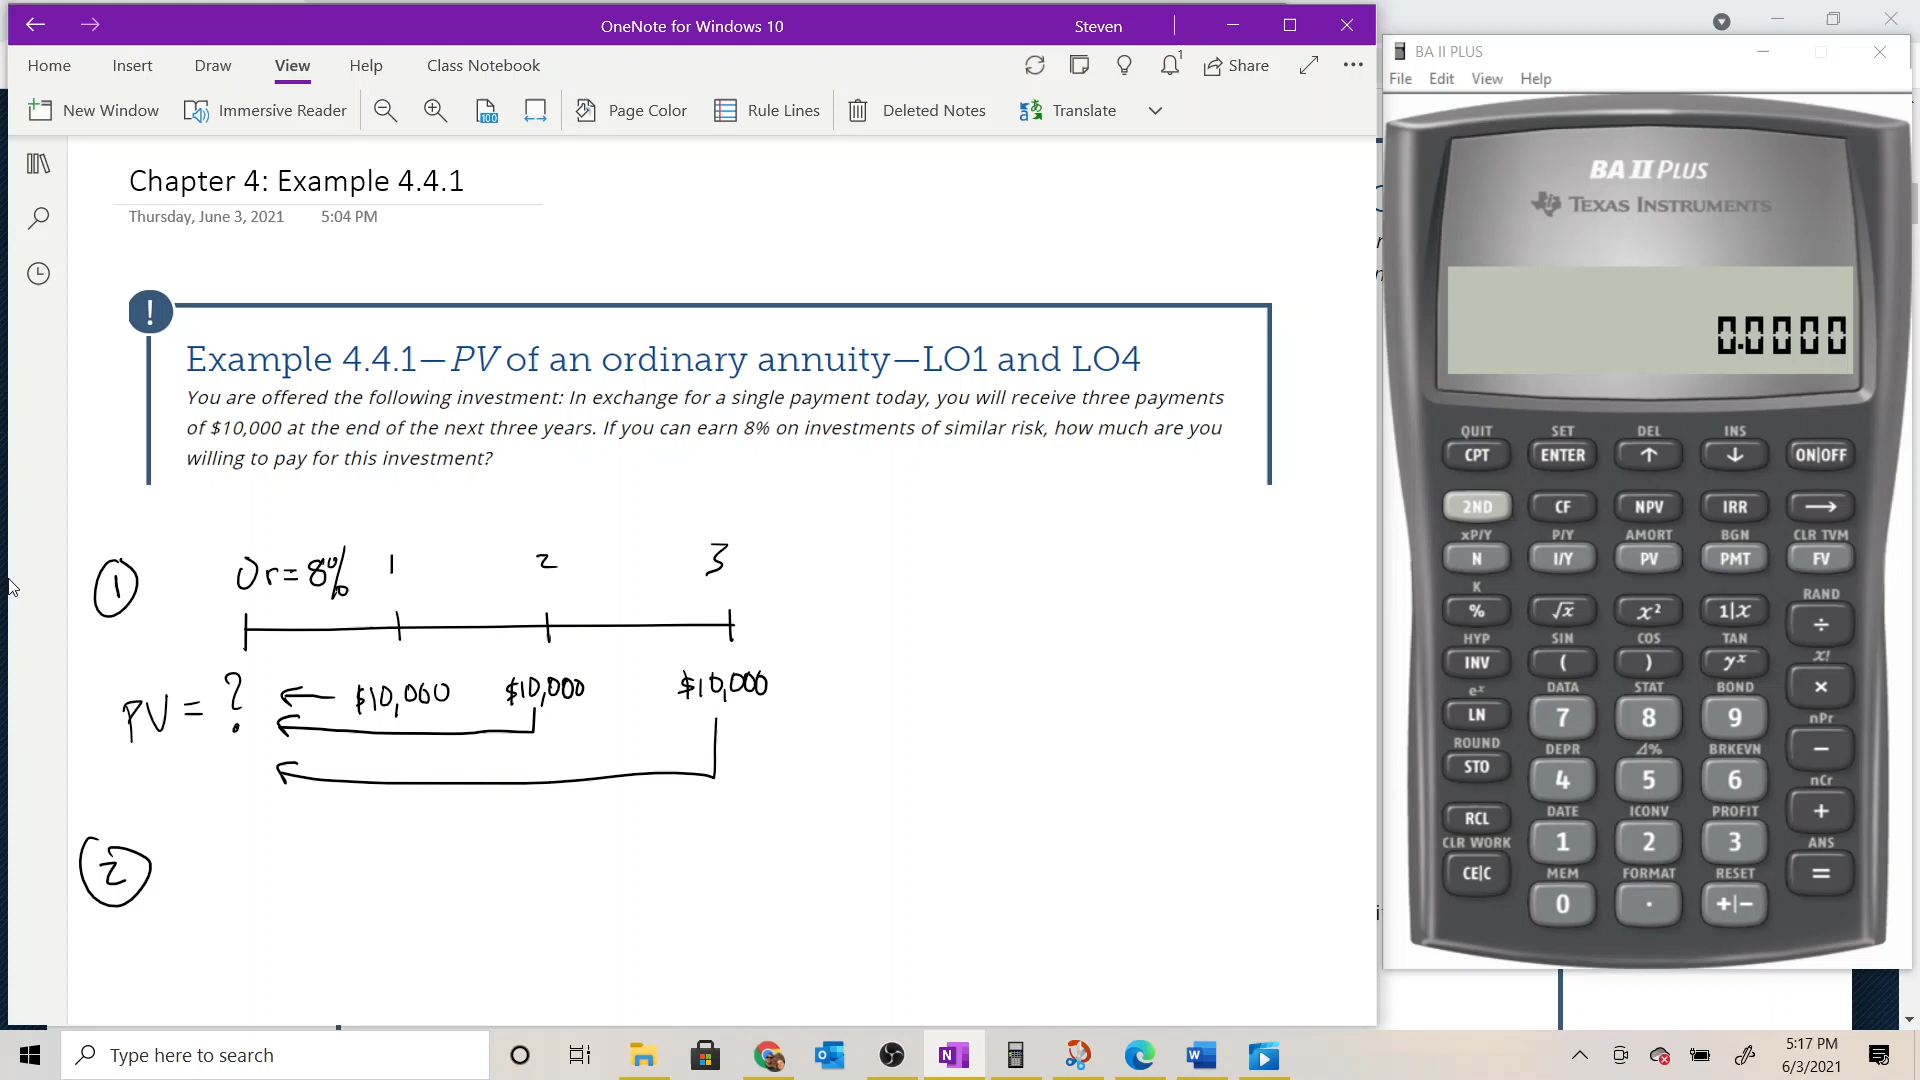 OneNote for Windows 10
Steven
Home Insert Draw View Help Class Notebook
1
Share
New Window Immersive Reader 100 Page Color Rule Lines Deleted Notes Translate
Chapter 4: Example 4.4.1
Thursday, June 3, 2021 5:04 PM
!
Example 4.4.1—PV of an ordinary annuity—LO1 and LO4
You are offered the following investment: In exchange for a single payment today, you will receive three payments
of $10,000 at the end of the next three years. If you can earn 8% on investments of similar risk, how much are you
willing to pay for this investment?
1
0 r=8% 1 2 3
PV = ? $10,000 $10,000 $10,000
2
BA II PLUS
File Edit View Help
BA II PLUS
TEXAS INSTRUMENTS
0.0000
QUIT SET DEL INS
CPT ENTER ↑ ↓ ON|OFF
2ND CF NPV IRR →
xP/Y P/Y AMORT BGN CLR TVM
N I/Y PV PMT FV
K RAND
% √x x² 1|x ÷
HYP SIN COS TAN x!
INV ( ) yˣ ×
eˣ DATA STAT BOND nPr
LN 7 8 9 −
ROUND DEPR Δ% BRKEVN nCr
STO 4 5 6 +
DATE ICONV PROFIT
RCL 1 2 3
CLR WORK ANS
CE|C =
MEM FORMAT RESET
0 . +|−
Type here to search
5:17 PM
6/3/2021